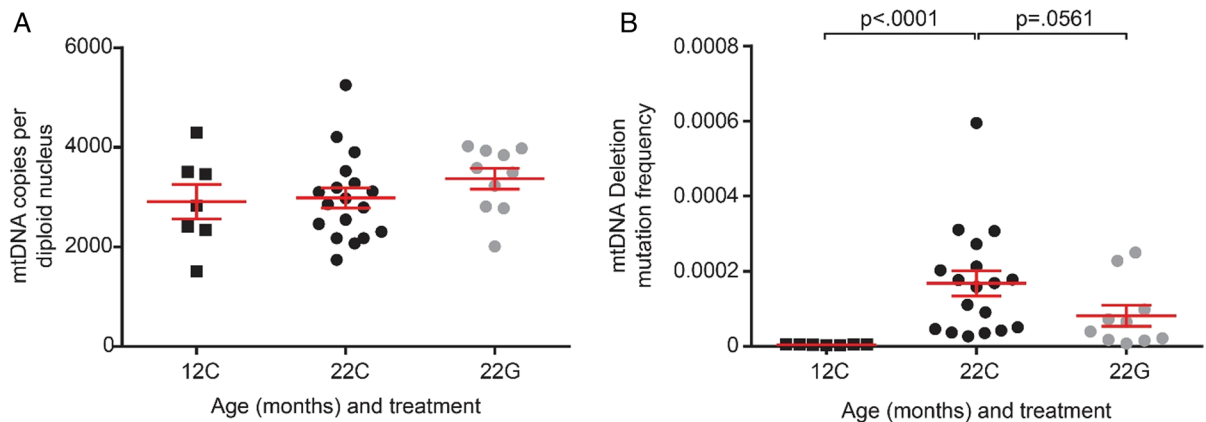 A
mtDNA copies per
diploid nucleus
6000
4000
2000
0
12C 22C 22G
Age (months) and treatment
B
p<.0001 p=.0561
mtDNA Deletion
mutation frequency
0.0008
0.0006
0.0004
0.0002
0
12C 22C 22G
Age (months) and treatment